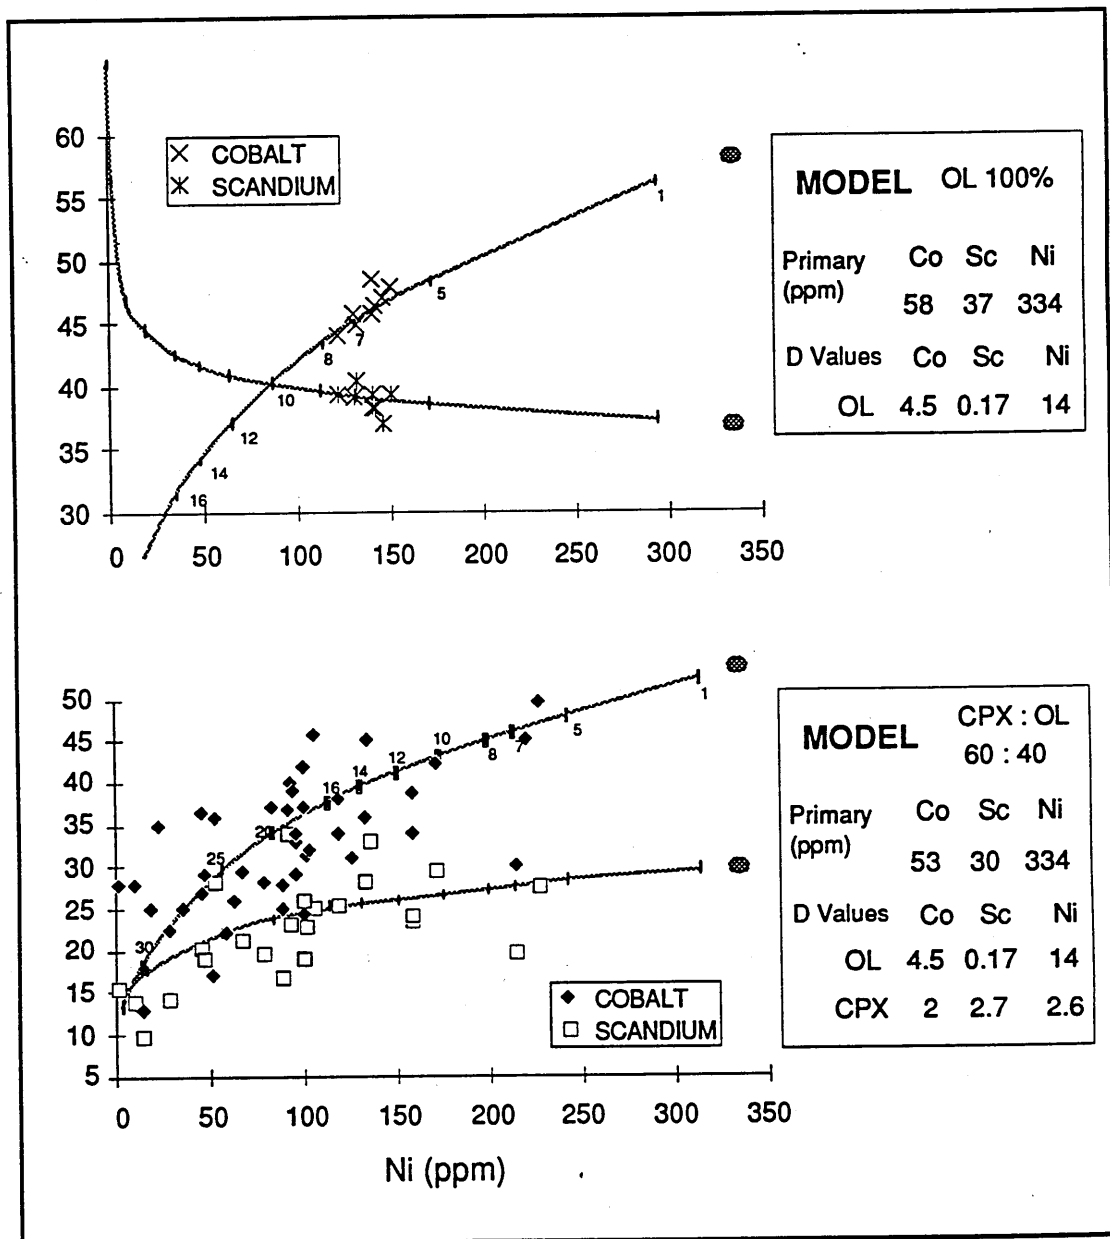 60
55
50
45
40
35
30
× COBALT
SCANDIUM
1
5
7
8
10
12
14
16
0 50 100 150 200 250 300 350
MODEL OL 100%
Primary Co Sc Ni
(ppm) 58 37 334
D Values Co Sc Ni
OL 4.5 0.17 14
50
45
40
35
30
25
20
15
10
5
1
5
7
8
10
12
14
16
20
25
30
COBALT
SCANDIUM
0 50 100 150 200 250 300 350
Ni (ppm)
MODEL CPX : OL
60 : 40
Primary Co Sc Ni
(ppm) 53 30 334
D Values Co Sc Ni
OL 4.5 0.17 14
CPX 2 2.7 2.6